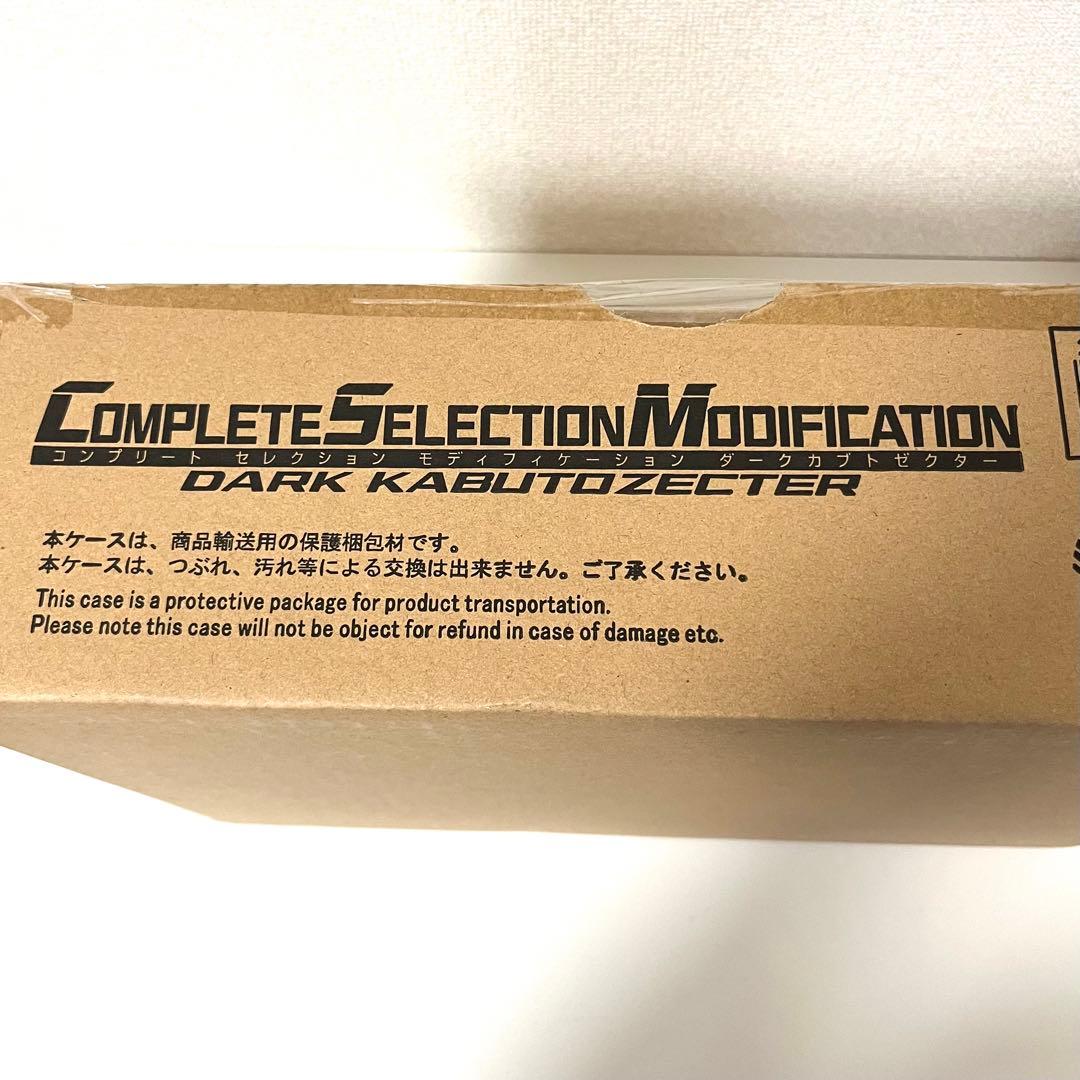 COMPLETE SELECTION MODIFICATION
コンプリート セレクション モディフィケーション ダークカブトゼクター
DARK KABUTOZECTER
本ケースは、商品輸送用の保護梱包材です。
本ケースは、つぶれ、汚れ等による交換は出来ません。ご了承ください。
This case is a protective package for product transportation.
Please note this case will not be object for refund in case of damage etc.